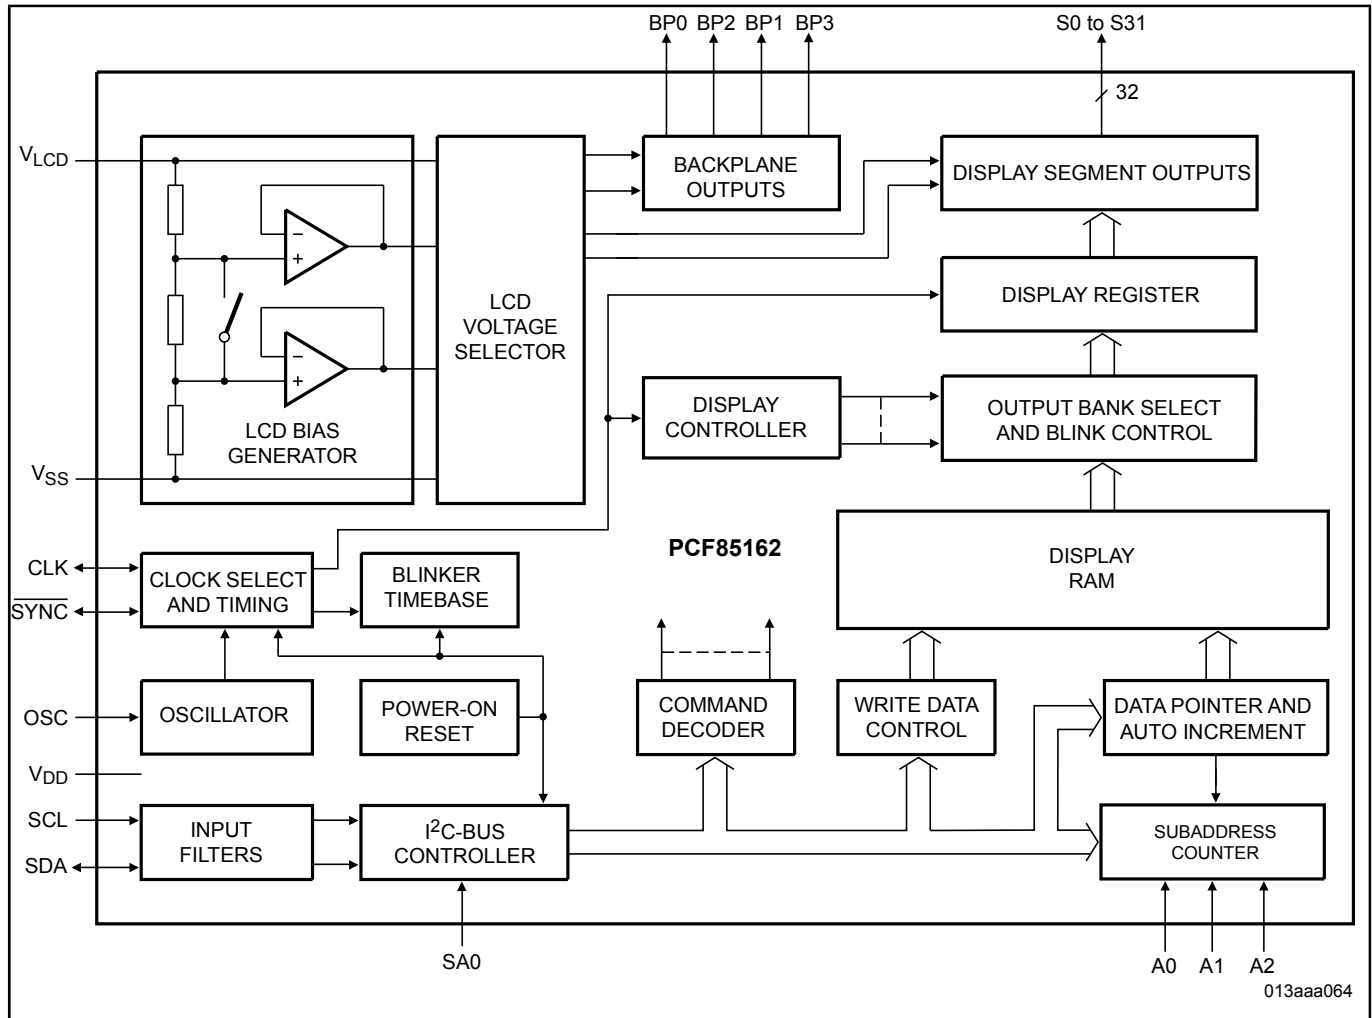 BP0 BP2 BP1 BP3
S0 to S31
32
VLCD
BACKPLANE
OUTPUTS
DISPLAY SEGMENT OUTPUTS
−
+
LCD
VOLTAGE
SELECTOR
DISPLAY REGISTER
−
+
LCD BIAS
GENERATOR
DISPLAY
CONTROLLER
OUTPUT BANK SELECT
AND BLINK CONTROL
VSS
CLK
SYNC
CLOCK SELECT
AND TIMING
BLINKER
TIMEBASE
PCF85162
DISPLAY
RAM
OSC
OSCILLATOR
POWER-ON
RESET
COMMAND
DECODER
WRITE DATA
CONTROL
DATA POINTER AND
AUTO INCREMENT
VDD
SCL
SDA
INPUT
FILTERS
I2C-BUS
CONTROLLER
SUBADDRESS
COUNTER
SA0
A0 A1 A2
013aaa064